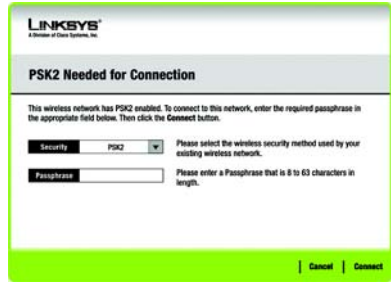 LINKSYS®
A Division of Cisco Systems, Inc.
PSK2 Needed for Connection
This wireless network has PSK2 enabled. To connect to this network, enter the required passphrase in
the appropriate field below. Then click the Connect button.
Security PSK2 Please select the wireless security method used by your
existing wireless network.
Passphrase Please enter a Passphrase that is 8 to 63 characters in
length.
Cancel Connect